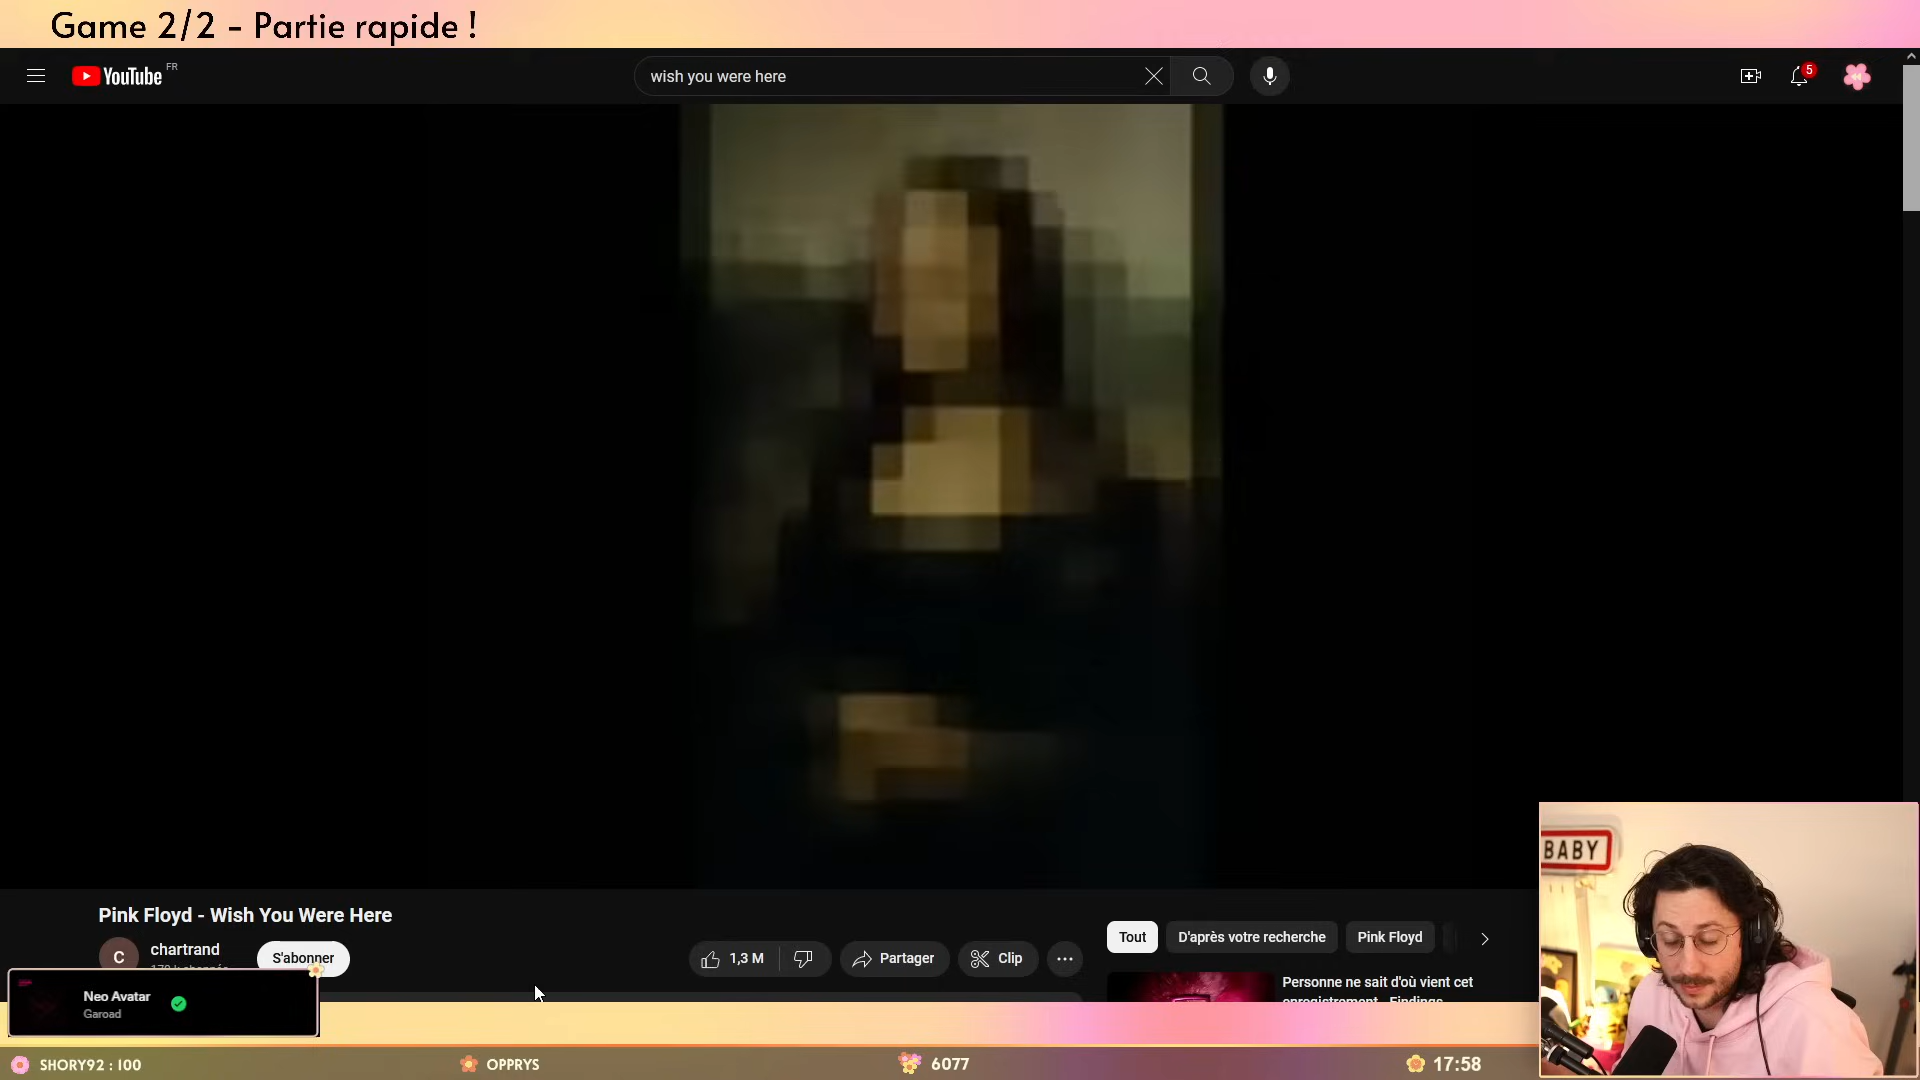 Game 2/2 - Partie rapide !
YouTube FR
wish you were here
5
Pink Floyd - Wish You Were Here
C
chartrand
S'abonner
1,3 M
Partager
Clip
Tout
D'après votre recherche
Pink Floyd
Personne ne sait d'où vient cet
enregistrement - Findings
BABY
Neo Avatar
Garoad
SHORY92 : 100
OPPRYS
6077
17:58